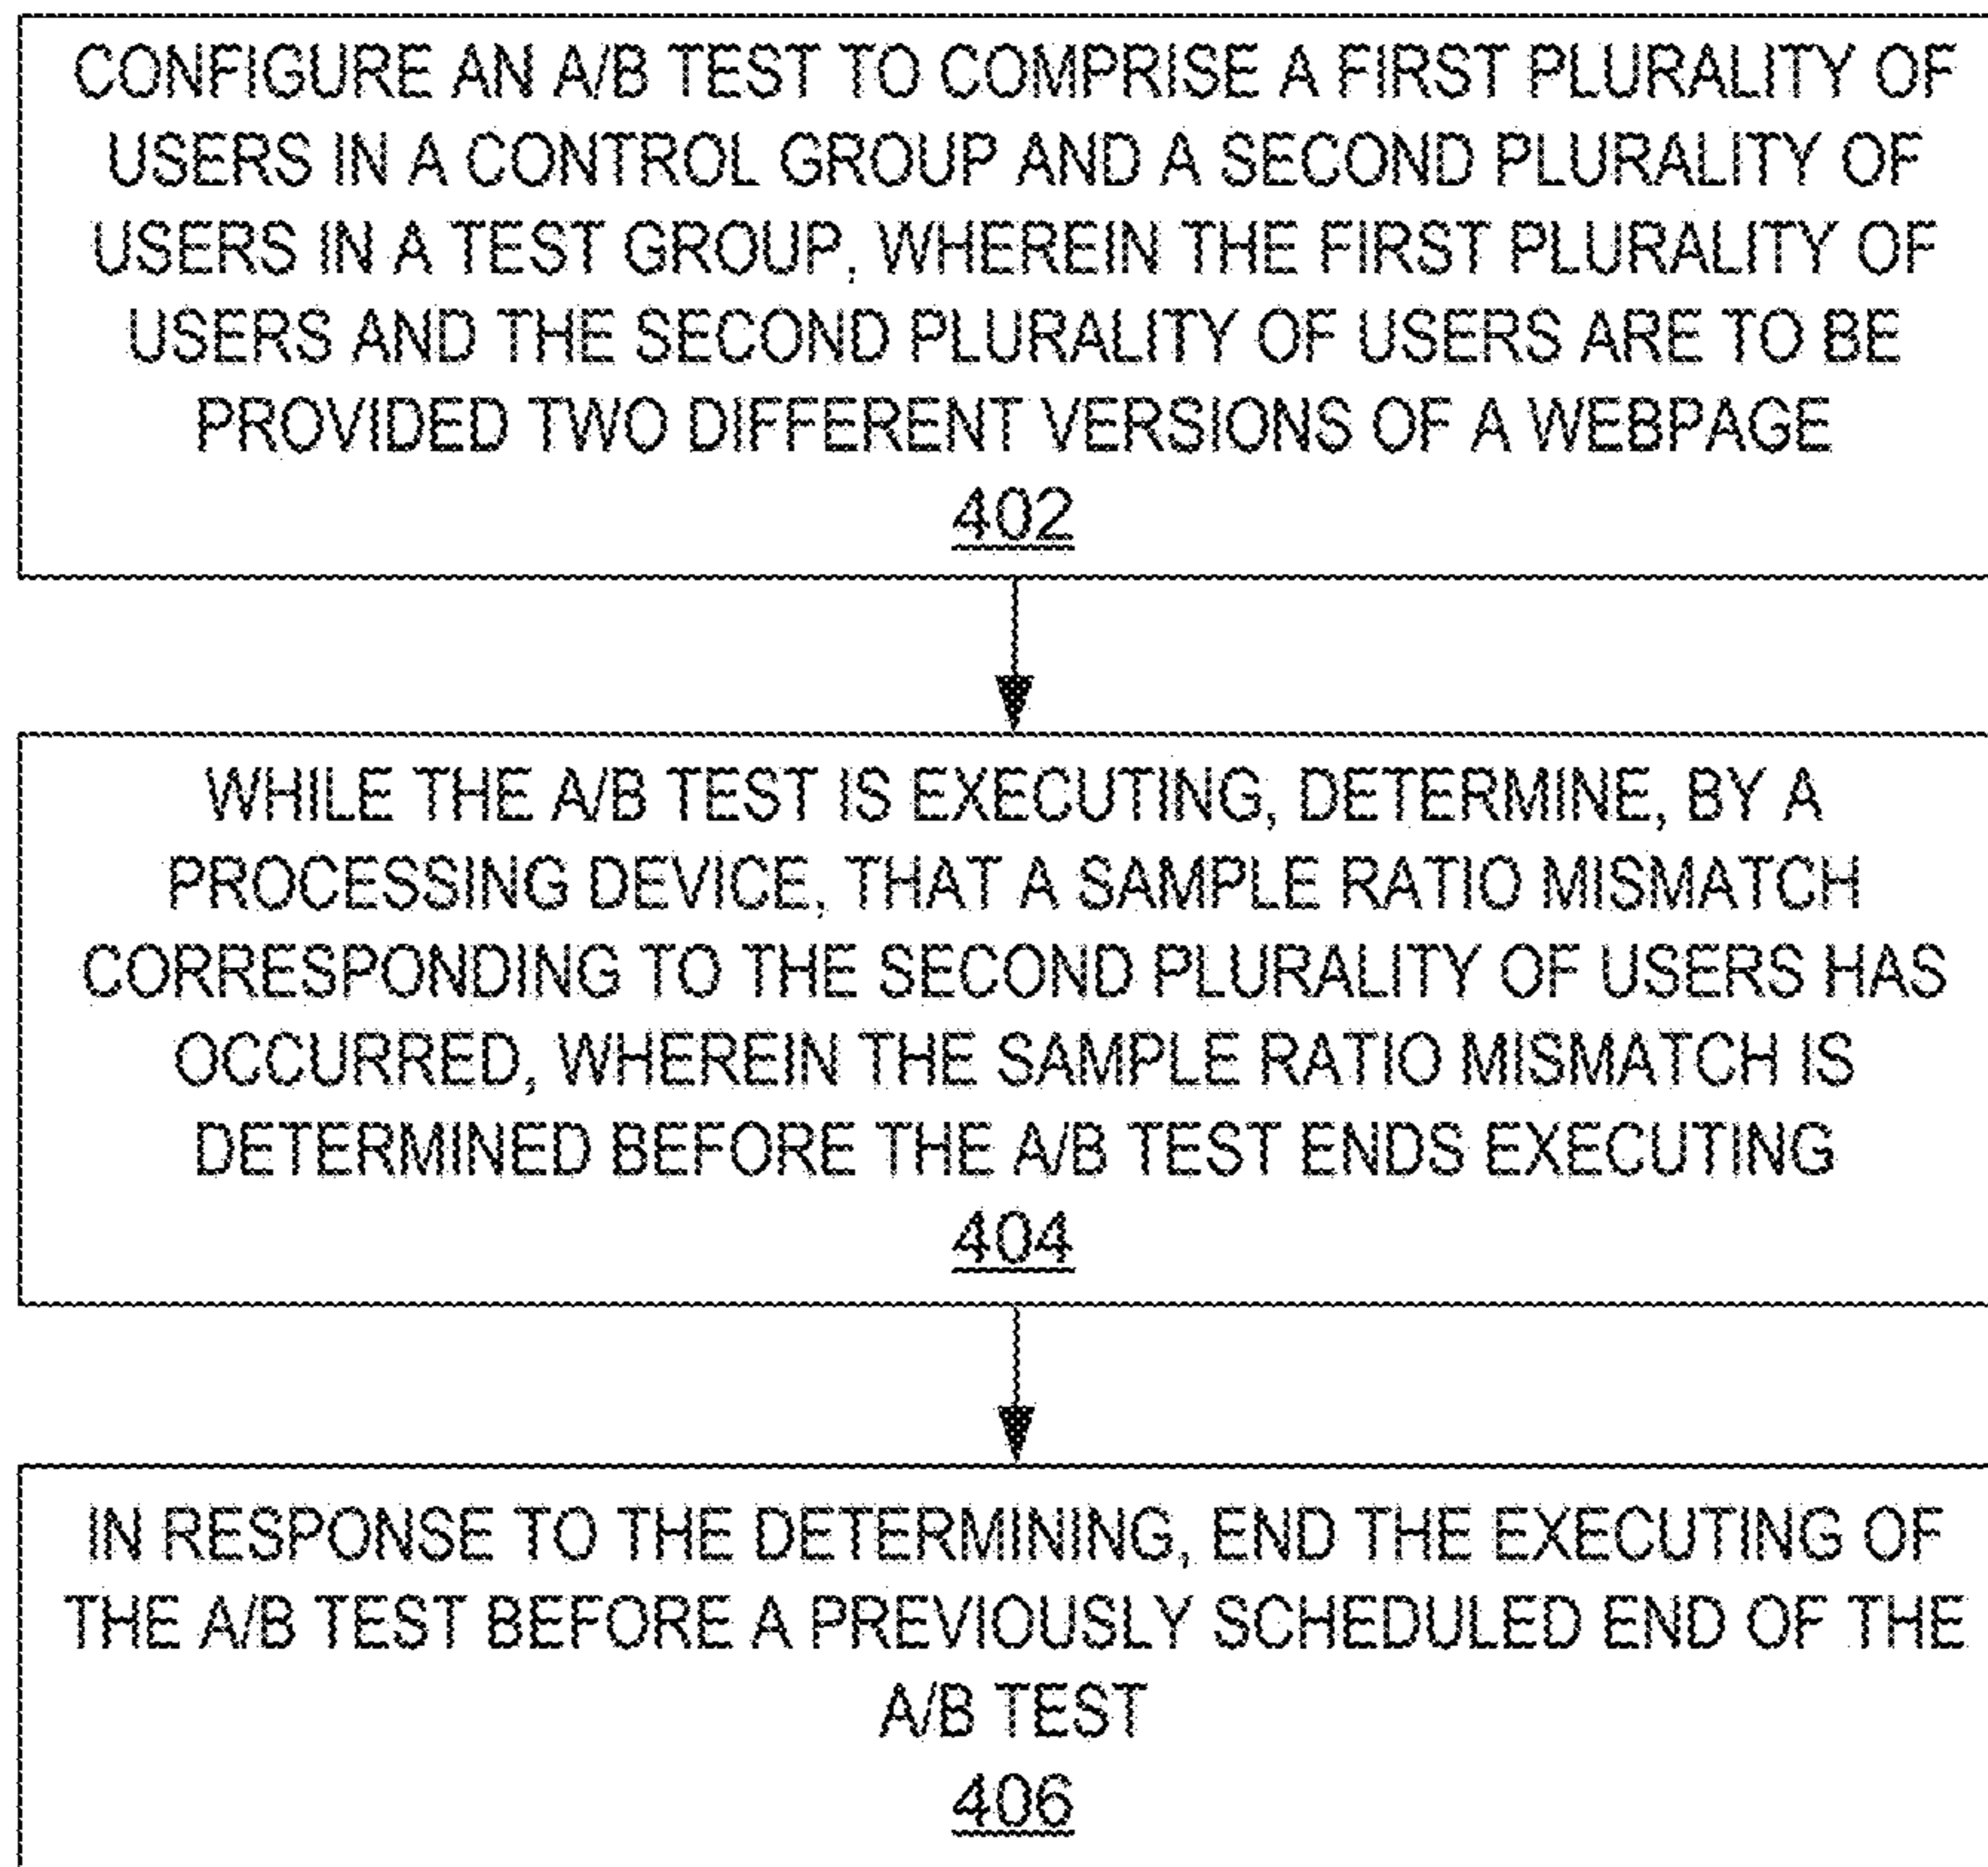 CONFIGURE AN A/B TEST TO COMPRISE A FIRST PLURALITY OF
USERS IN A CONTROL GROUP AND A SECOND PLURALITY OF
USERS IN A TEST GROUP, WHEREIN THE FIRST PLURALITY OF
USERS AND THE SECOND PLURALITY OF USERS ARE TO BE
PROVIDED TWO DIFFERENT VERSIONS OF A WEBPAGE
402
WHILE THE A/B TEST IS EXECUTING, DETERMINE, BY A
PROCESSING DEVICE, THAT A SAMPLE RATIO MISMATCH
CORRESPONDING TO THE SECOND PLURALITY OF USERS HAS
OCCURRED, WHEREIN THE SAMPLE RATIO MISMATCH IS
DETERMINED BEFORE THE A/B TEST ENDS EXECUTING
404
IN RESPONSE TO THE DETERMINING, END THE EXECUTING OF
THE A/B TEST BEFORE A PREVIOUSLY SCHEDULED END OF THE
A/B TEST
406